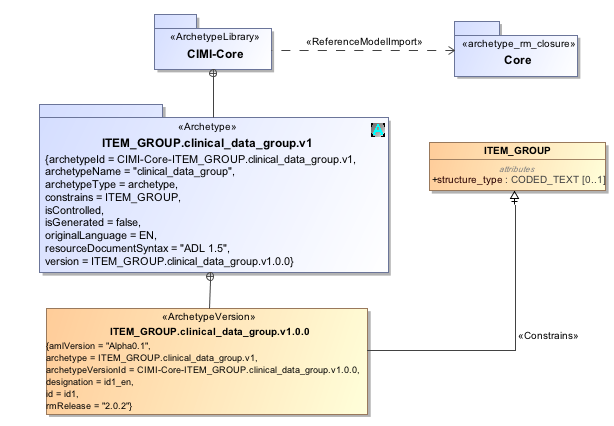 «ArchetypeLibrary»
CIMI-Core
«ReferenceModelImport»
«archetype_rm_closure»
Core
«Archetype»
ITEM_GROUP.clinical_data_group.v1
{archetypeId = CIMI-Core-ITEM_GROUP.clinical_data_group.v1,
archetypeName = "clinical_data_group",
archetypeType = archetype,
constrains = ITEM_GROUP,
isControlled,
isGenerated = false,
originalLanguage = EN,
resourceDocumentSyntax = "ADL 1.5",
version = ITEM_GROUP.clinical_data_group.v1.0.0}
A
ITEM_GROUP
attributes
+structure_type : CODED_TEXT [0..1]
«ArchetypeVersion»
ITEM_GROUP.clinical_data_group.v1.0.0
{amlVersion = "Alpha0.1",
archetype = ITEM_GROUP.clinical_data_group.v1,
archetypeVersionId = CIMI-Core-ITEM_GROUP.clinical_data_group.v1.0.0,
designation = id1_en,
id = id1,
rmRelease = "2.0.2"}
«Constrains»